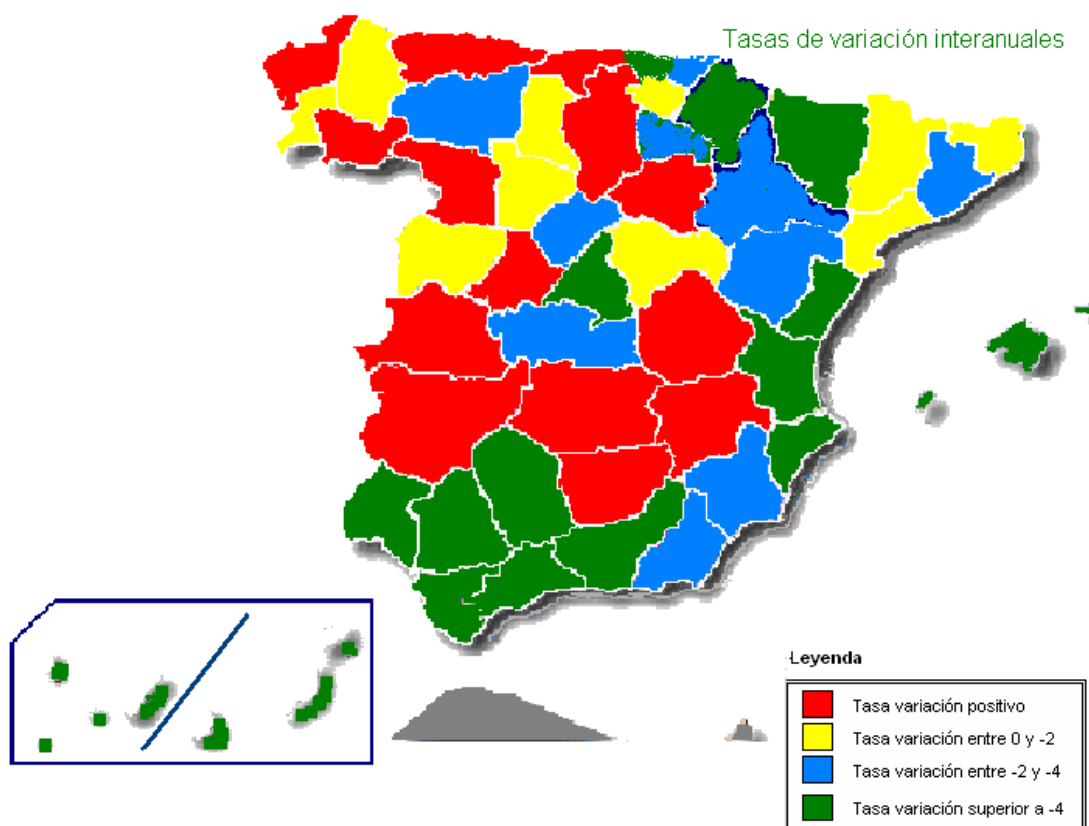 Tasas de variación interanuales
Leyenda
Tasa variación positivo
Tasa variación entre 0 y -2
Tasa variación entre -2 y -4
Tasa variación superior a -4